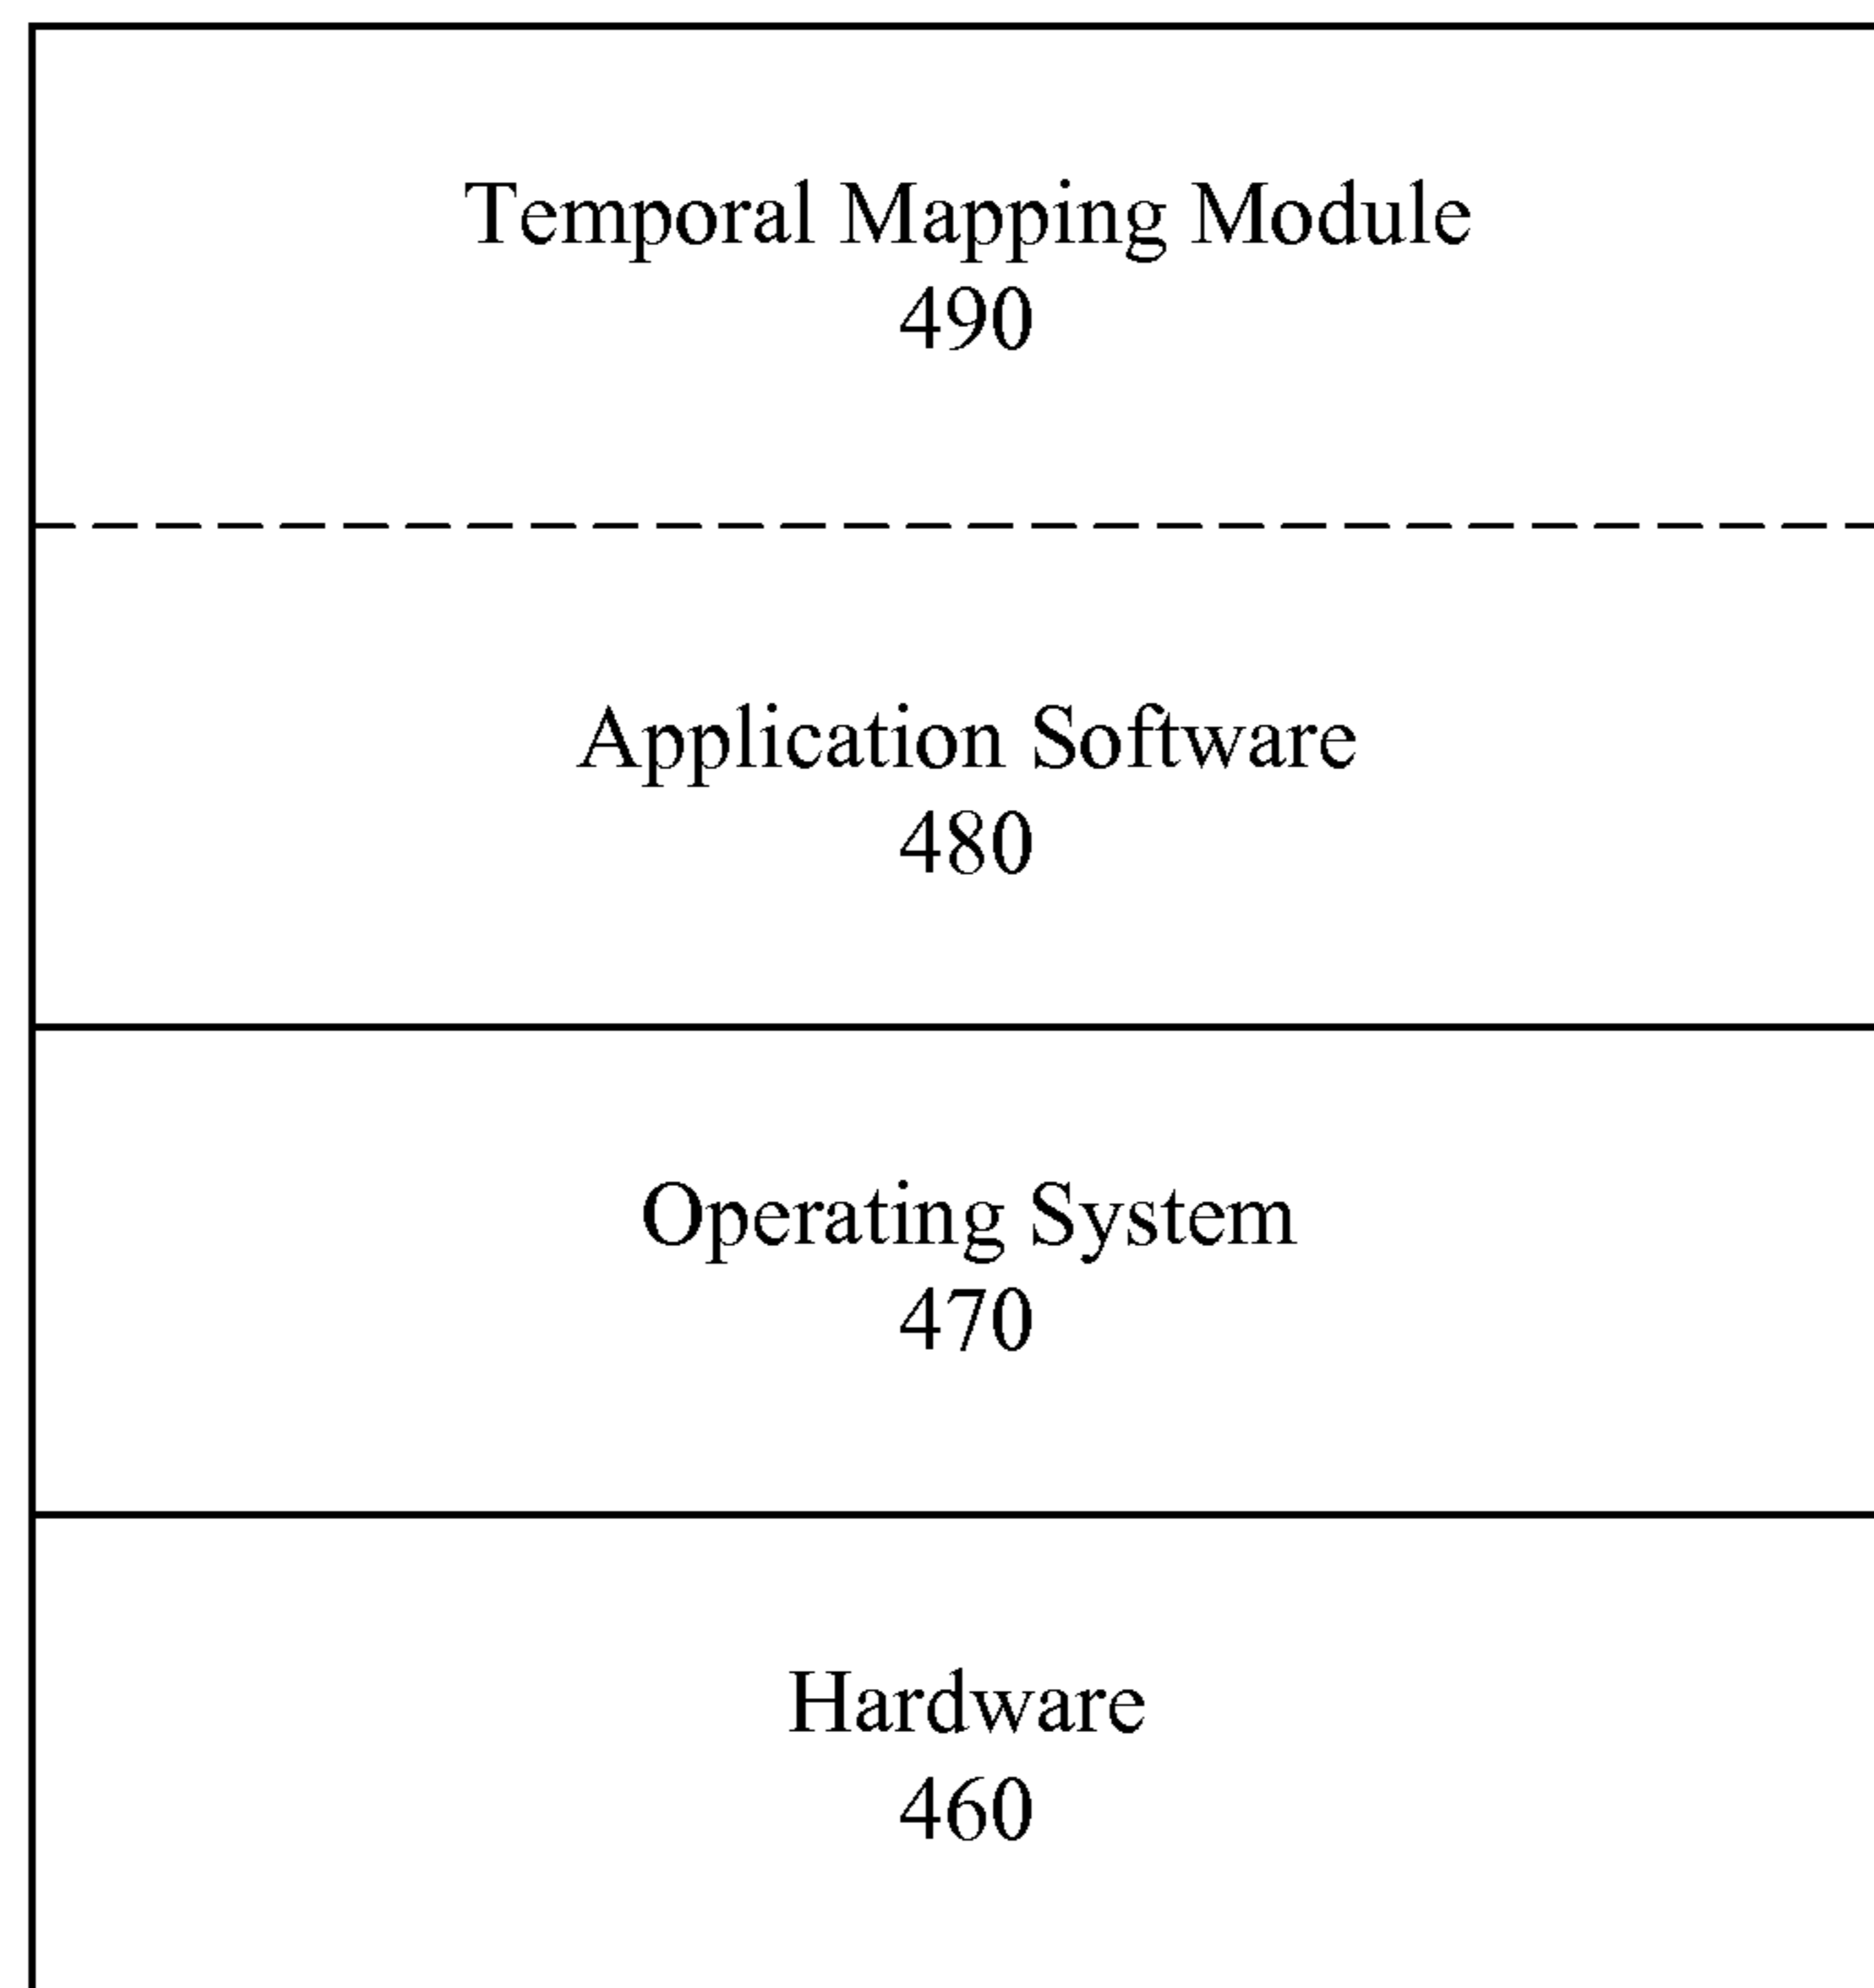 Temporal Mapping Module
490
Application Software
480
Operating System
470
Hardware
460